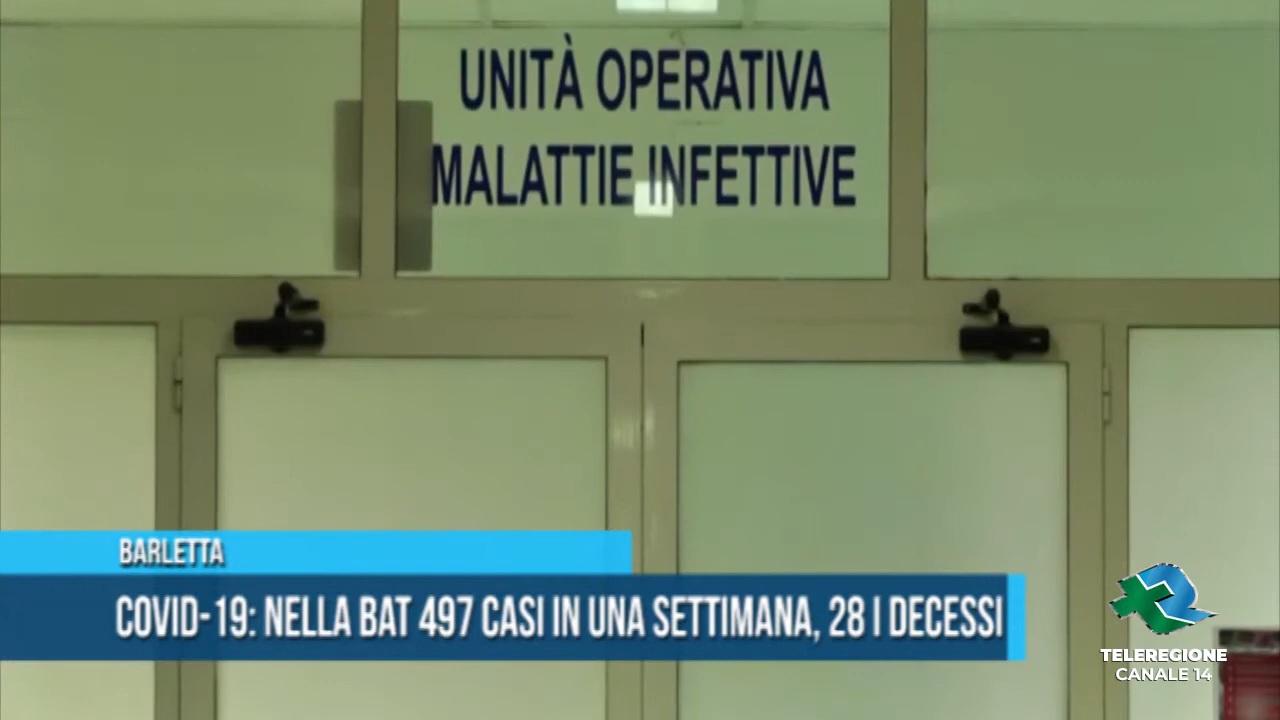 UNITÀ OPERATIVA
MALATTIE INFETTIVE
BARLETTA
COVID-19: NELLA BAT 497 CASI IN UNA SETTIMANA, 28 I DECESSI
TELEREGIONE
CANALE 14